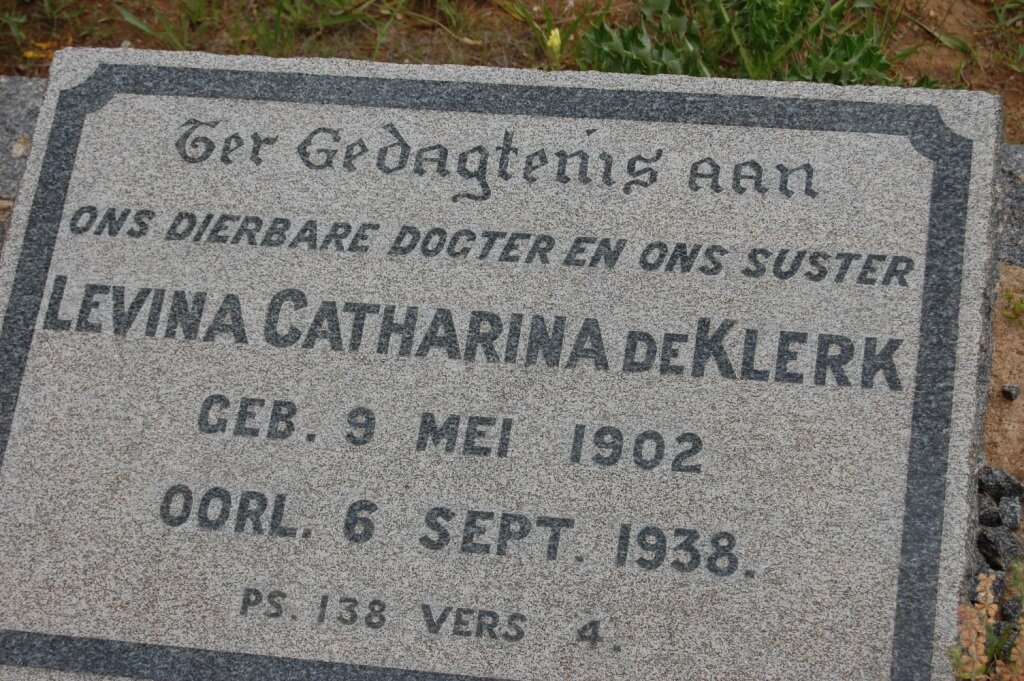 Ter Gedagtenis aan
ONS DIERBARE DOGTER EN ONS SUSTER
LEVINA CATHARINA DE KLERK
GEB. 9 MEI 1902
OORL. 6 SEPT. 1938.
PS. 138 VERS 4.